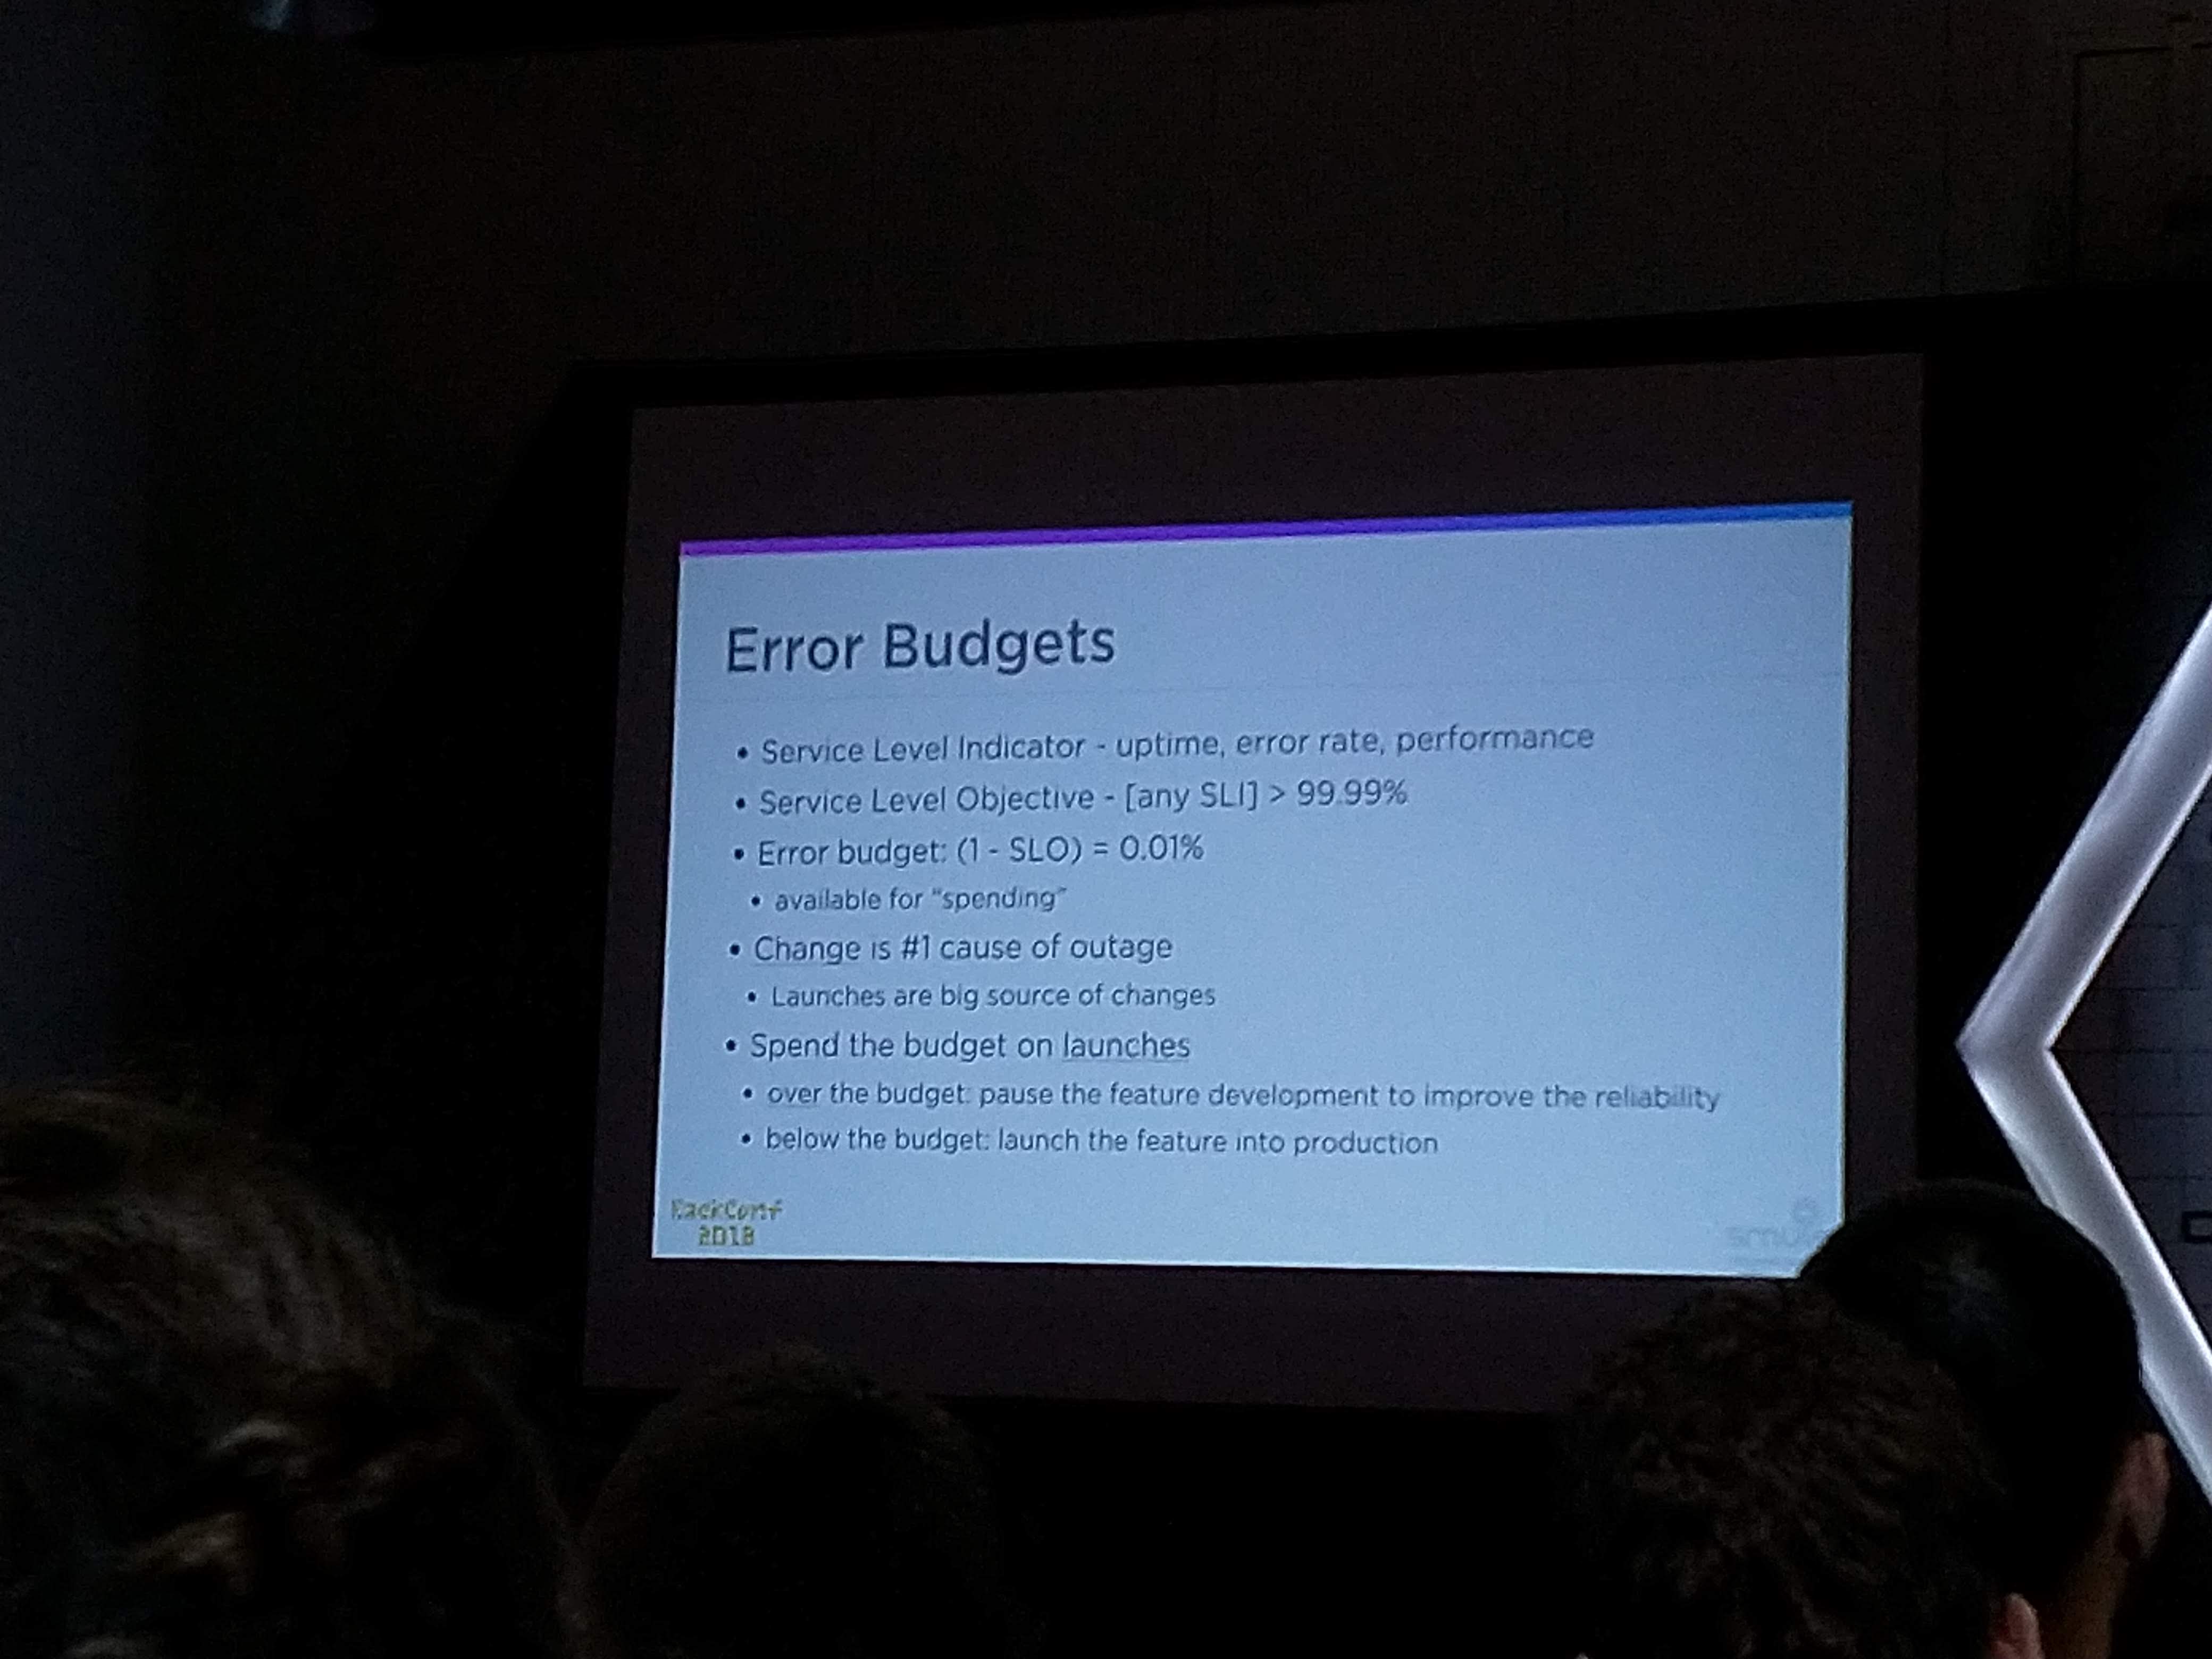 Error Budgets
• Service Level Indicator - uptime, error rate, performance
• Service Level Objective - [any SLI] > 99.99%
• Error budget: (1 - SLO) = 0.01%
• available for “spending”
• Change is #1 cause of outage
• Launches are big source of changes
• Spend the budget on launches
• over the budget: pause the feature development to improve the reliability
• below the budget: launch the feature into production
HackConf
2018